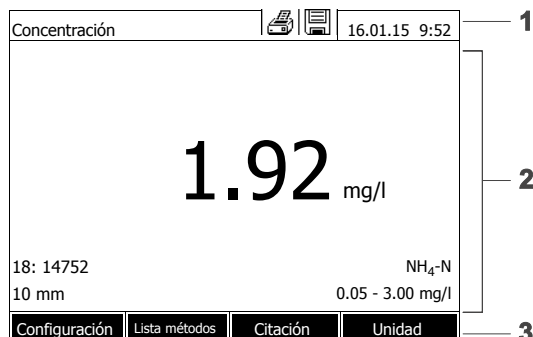 Concentración 16.01.15 9:52 1
1.92 mg/l 2
18: 14752 NH₄-N
10 mm 0.05 - 3.00 mg/l
Configuración Lista métodos Citación Unidad 3